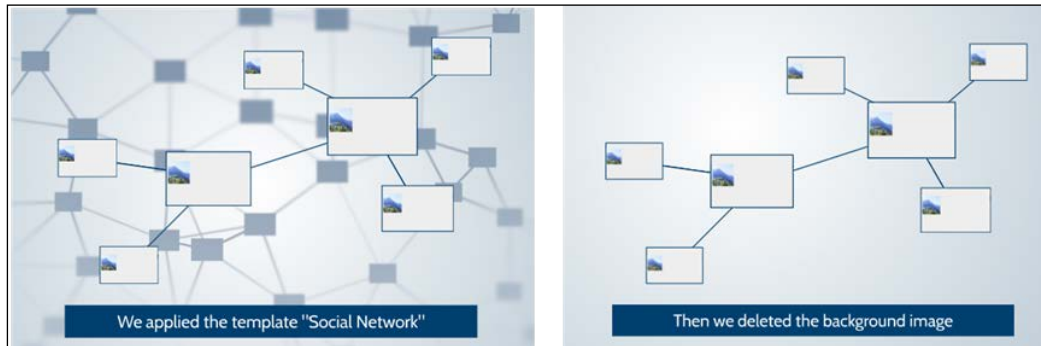 We applied the template "Social Network"
Then we deleted the background image